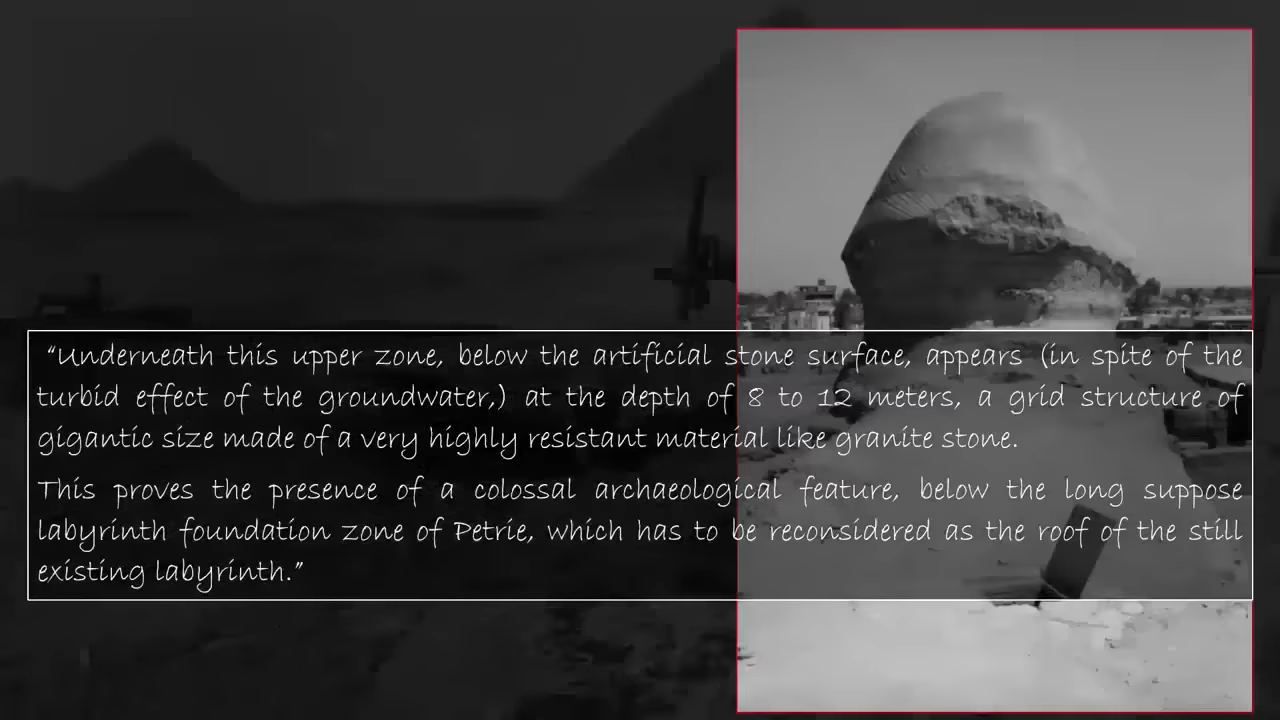 “Underneath this upper zone, below the artificial stone surface, appears (in spite of the
turbid effect of the groundwater,) at the depth of 8 to 12 meters, a grid structure of
gigantic size made of a very highly resistant material like granite stone.
This proves the presence of a colossal archaeological feature, below the long suppose
labyrinth foundation zone of Petrie, which has to be reconsidered as the roof of the still
existing labyrinth.”